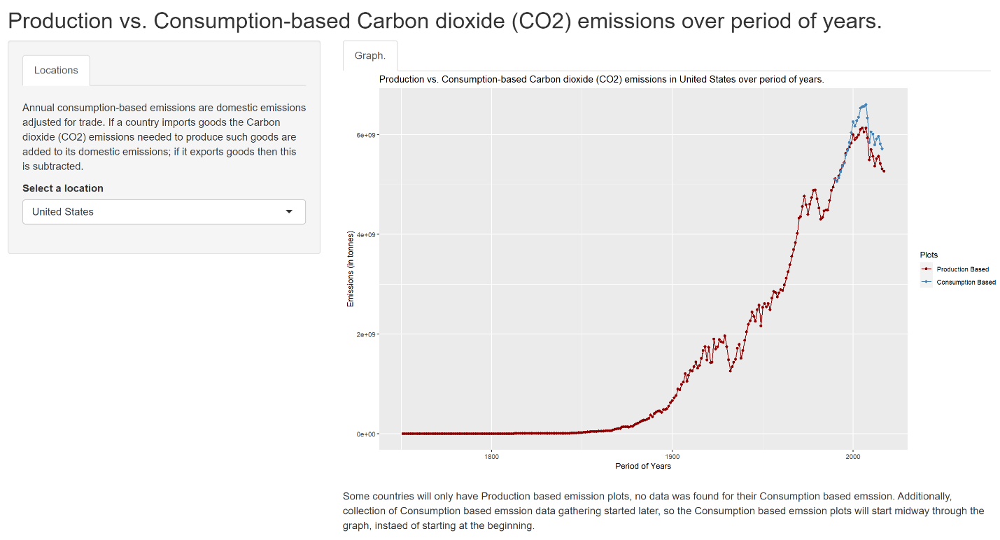 Production vs. Consumption-based Carbon dioxide (CO2) emissions over period of years.
Locations
Annual consumption-based emissions are domestic emissions
adjusted for trade. If a country imports goods the Carbon
dioxide (CO2) emissions needed to produce such goods are
added to its domestic emissions; if it exports goods then this
is subtracted.
Select a location
United States
Graph.
Production vs. Consumption-based Carbon dioxide (CO2) emissions in United States over period of years.
Emissions (in tonnes)
6e+09
4e+09
2e+09
0e+00
1800
1900
2000
Period of Years
Plots
Production Based
Consumption Based
Some countries will only have Production based emission plots, no data was found for their Consumption based emssion. Additionally,
collection of Consumption based emssion data gathering started later, so the Consumption based emssion plots will start midway through the
graph, instaed of starting at the beginning.